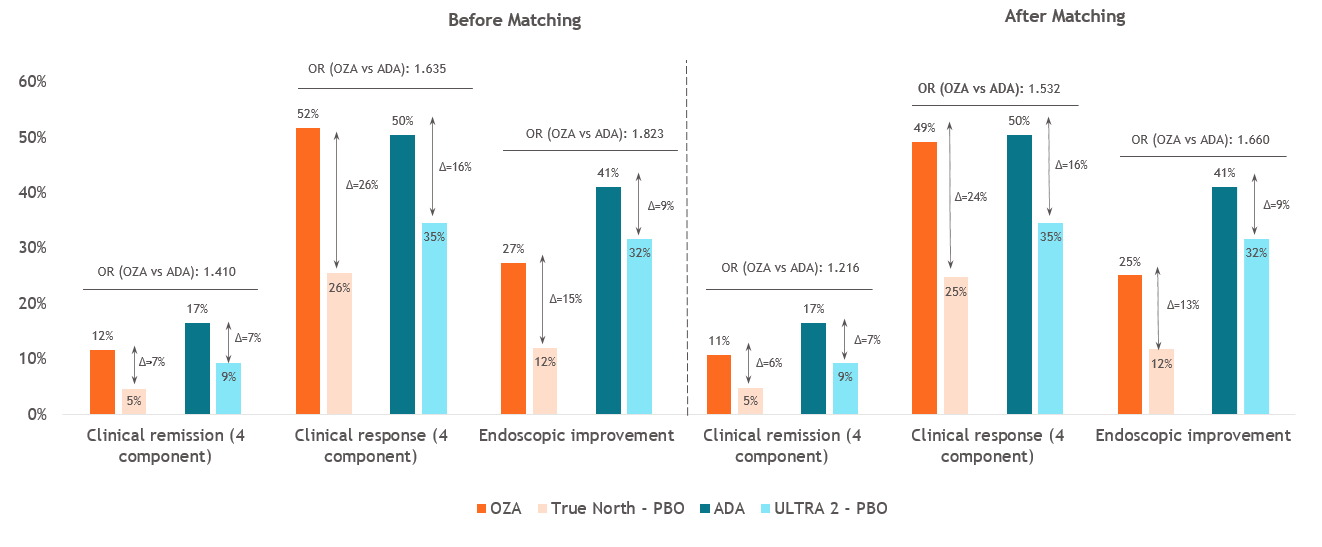 Before Matching
After Matching
60%
50%
40%
30%
20%
10%
0%
OR (OZA vs ADA): 1.410
12%
Δ=7%
5%
17%
Δ=7%
9%
OR (OZA vs ADA): 1.635
52%
Δ=26%
26%
50%
Δ=16%
35%
OR (OZA vs ADA): 1.823
27%
Δ=15%
12%
41%
Δ=9%
32%
OR (OZA vs ADA): 1.216
11%
Δ=6%
5%
17%
Δ=7%
9%
OR (OZA vs ADA): 1.532
49%
Δ=24%
25%
50%
Δ=16%
35%
OR (OZA vs ADA): 1.660
25%
Δ=13%
12%
41%
Δ=9%
32%
Clinical remission (4
component)
Clinical response (4
component)
Endoscopic improvement
Clinical remission (4
component)
Clinical response (4
component)
Endoscopic improvement
OZA
True North - PBO
ADA
ULTRA 2 - PBO